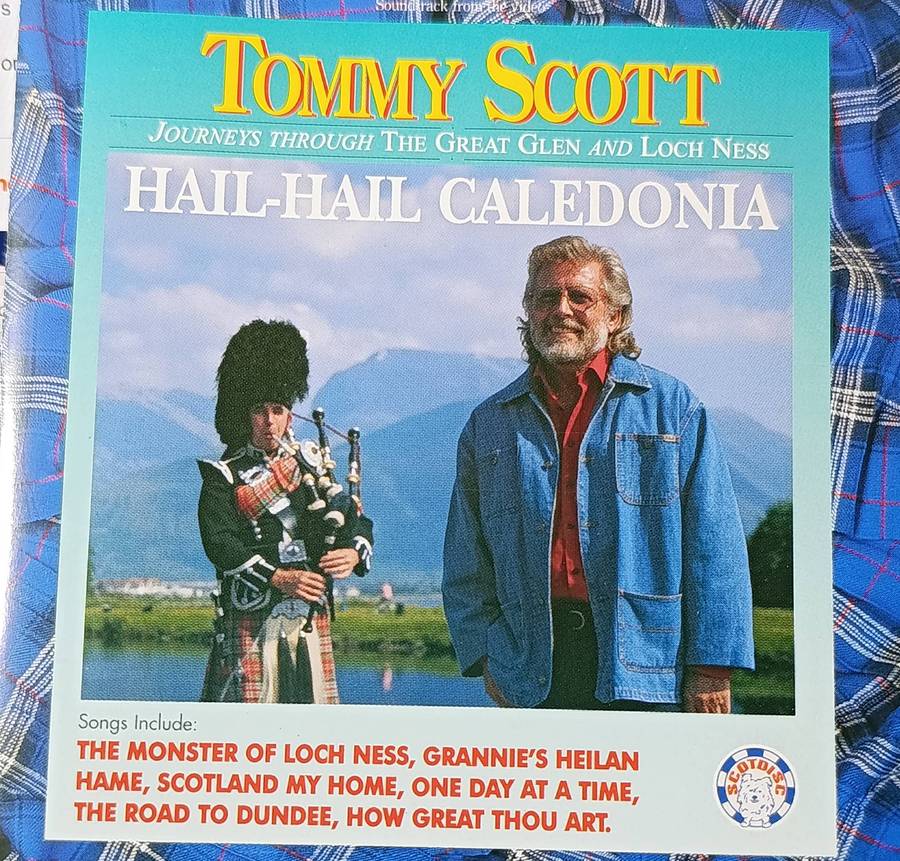 Soundtrack from the video
TOMMY SCOTT
JOURNEYS THROUGH THE GREAT GLEN AND LOCH NESS
HAIL-HAIL CALEDONIA
Songs Include:
THE MONSTER OF LOCH NESS, GRANNIE'S HEILAN
HAME, SCOTLAND MY HOME, ONE DAY AT A TIME,
THE ROAD TO DUNDEE, HOW GREAT THOU ART.
SCOTDISC